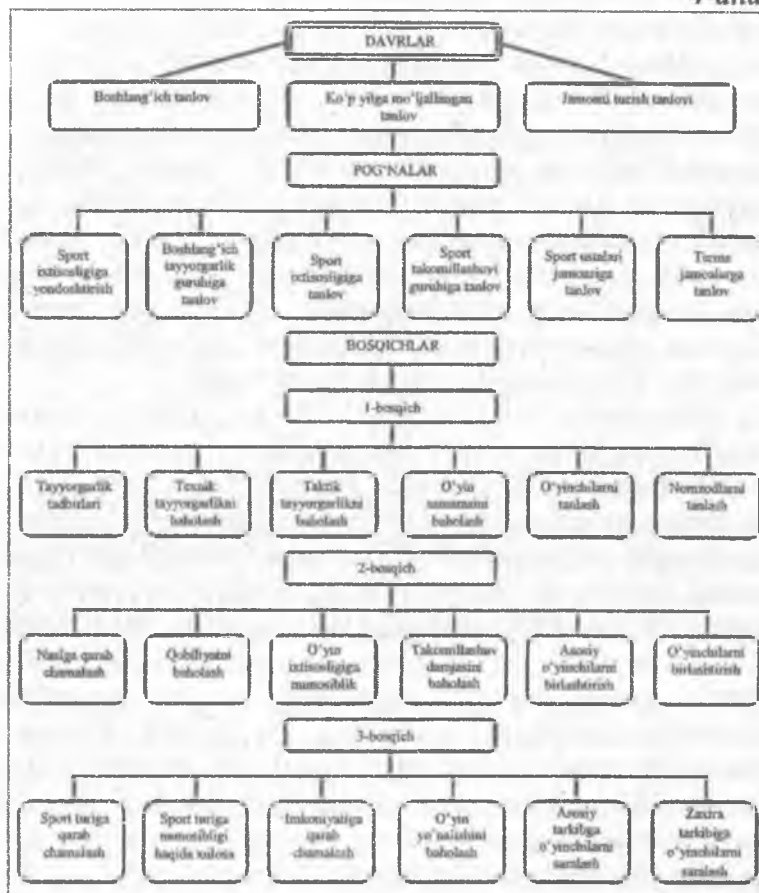 DAVRLAR
Boshlang‘ich tanlov
Ko‘p yilga mo‘ljallangan
tanlov
Jamoani tuzish tanlovi
POG‘NALAR
Sport
ixtisosligiga
yondoshtirish
Boshlang‘ich
tayyorgarlik
guruhiga
tanlov
Sport
ixtisosligiga
tanlov
Sport
takomillashuvi
guruhiga tanlov
Sport ustalari
jamoasiga
tanlov
Terma
jamoalarga
tanlov
BOSQICHLAR
1-bosqich
Tayyorgarlik
tadbirlari
Texnik
tayyorgarlikni
baholash
Taktik
tayyorgarlikni
baholash
O‘yin
samarasini
baholash
O‘yinchilarni
tanlash
Nomzodlarni
tanlash
2-bosqich
Naslga qarab
chamalash
Qobiliyatni
baholash
O‘yin
ixtisosligiga
munosiblik
Takomillashuv
darajasini
baholash
Asosiy
o‘yinchilarni
birlashtirish
O‘yinchilarni
birlashtirish
3-bosqich
Sport turiga
qarab
chamalash
Sport turiga
munosibligi
haqida xulosa
Imkoniyatiga
qarab
chamalash
O‘yin
yo‘nalishini
baholash
Asosiy
tarkibga
o‘yinchilarni
saralash
Zaxira
tarkibiga
o‘yinchilarni
saralash